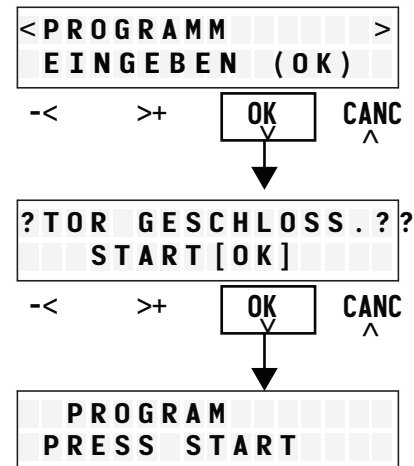 <PROGRAMM >
EINGEBEN (OK)
-< >+ OK CANC
?TOR GESCHLOSS.??
START[OK]
-< >+ OK CANC
PROGRAM
PRESS START